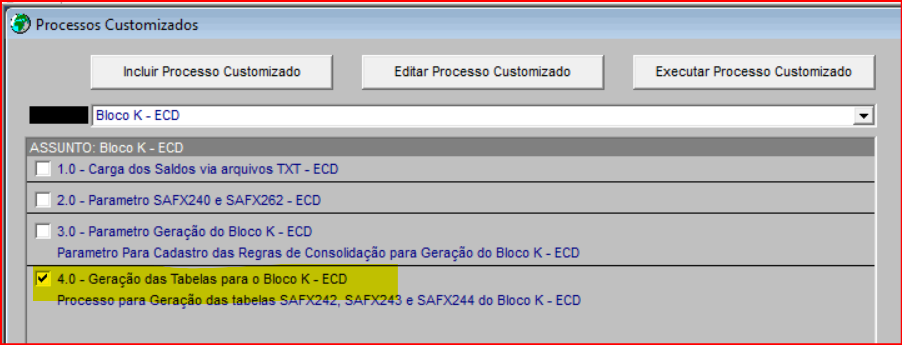 Processos Customizados
Incluir Processo Customizado
Editar Processo Customizado
Executar Processo Customizado
Bloco K - ECD
ASSUNTO: Bloco K - ECD
1.0 - Carga dos Saldos via arquivos TXT - ECD
2.0 - Parametro SAFX240 e SAFX262 - ECD
3.0 - Parametro Geração do Bloco K - ECD
Parametro Para Cadastro das Regras de Consolidação para Geração do Bloco K - ECD
4.0 - Geração das Tabelas para o Bloco K - ECD
Processo para Geração das tabelas SAFX242, SAFX243 e SAFX244 do Bloco K - ECD